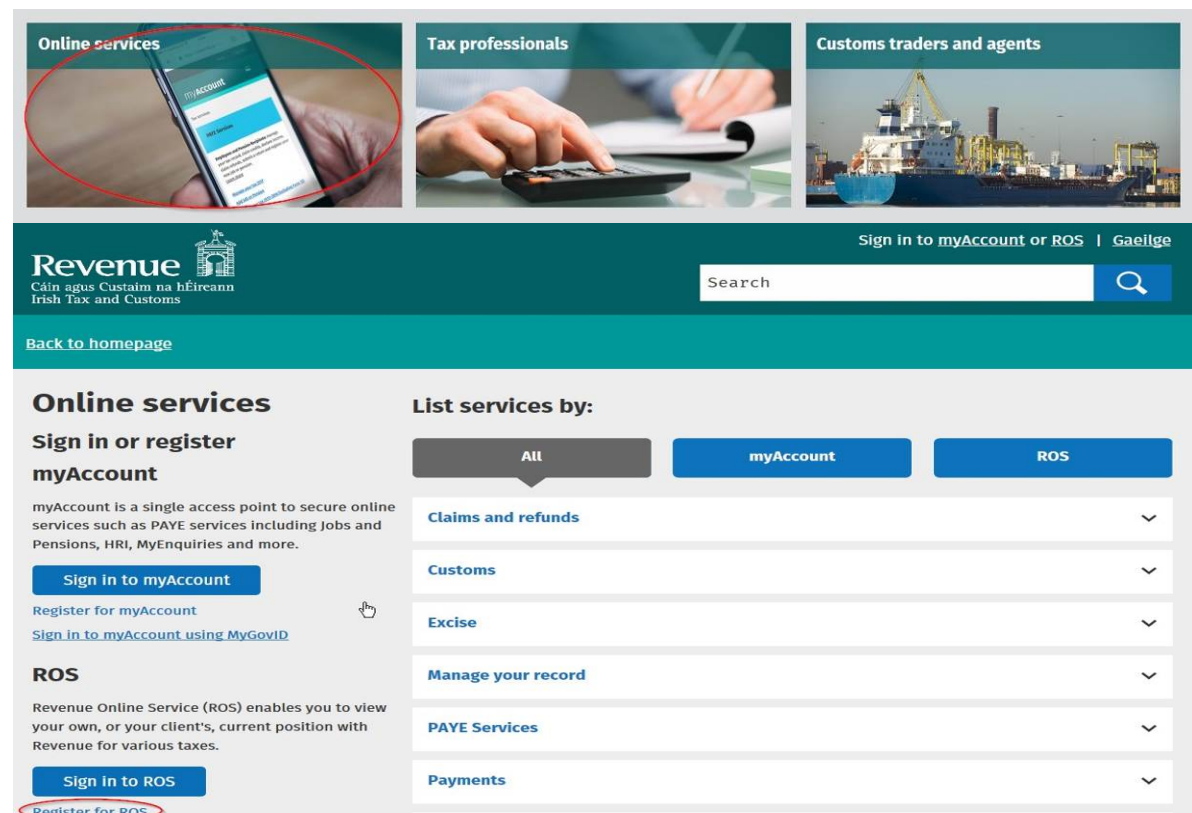 Online services
Tax professionals
Customs traders and agents
myAccount
Revenue
Cáin agus Custaim na hÉireann
Irish Tax and Customs
Sign in to myAccount or ROS | Gaeilge
Search
Back to homepage
Online services
Sign in or register
myAccount
myAccount is a single access point to secure online
services such as PAYE services including Jobs and
Pensions, HRI, MyEnquiries and more.
Sign in to myAccount
Register for myAccount
Sign in to myAccount using MyGovID
ROS
Revenue Online Service (ROS) enables you to view
your own, or your client's, current position with
Revenue for various taxes.
Sign in to ROS
Register for ROS
List services by:
All
myAccount
ROS
Claims and refunds
Customs
Excise
Manage your record
PAYE Services
Payments